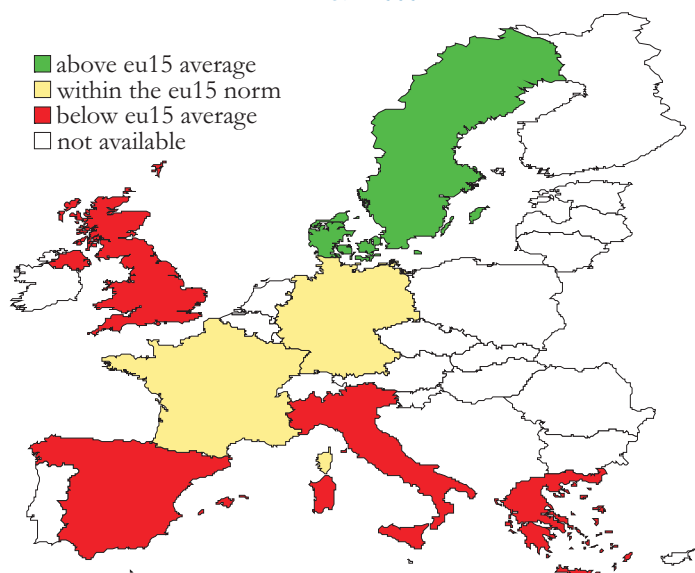 above eu15 average
within the eu15 norm
below eu15 average
not available